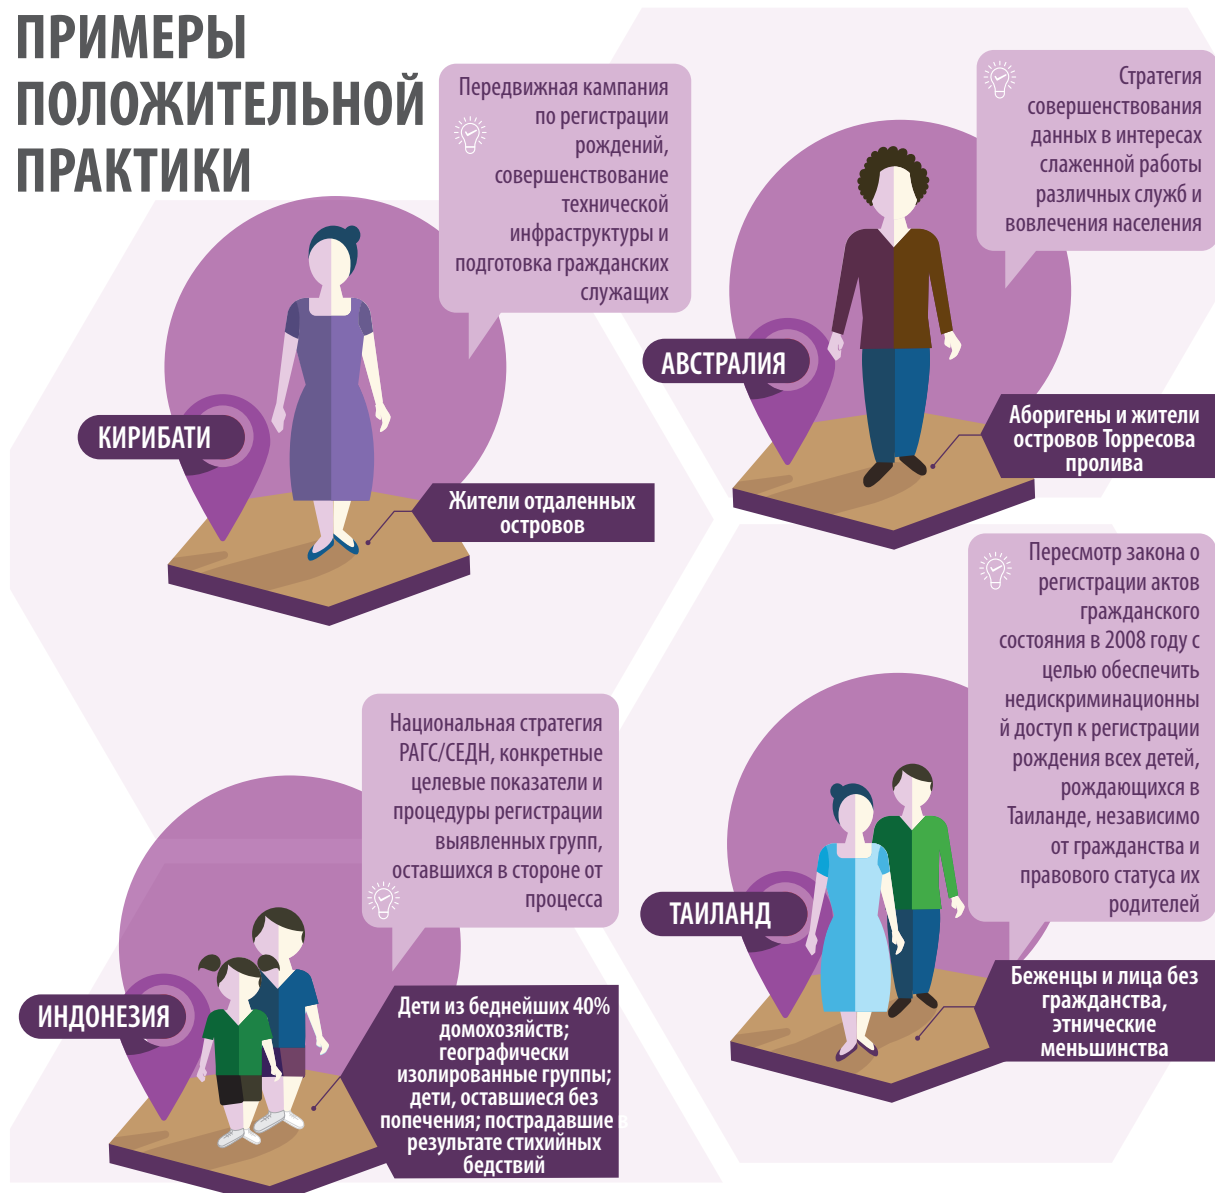 ПРИМЕРЫ
ПОЛОЖИТЕЛЬНОЙ
ПРАКТИКИ
Передвижная кампания
по регистрации
рождений,
совершенствование
технической
инфраструктуры и
подготовка гражданских
служащих
КИРИБАТИ
Жители отдаленных
островов
Стратегия
совершенствования
данных в интересах
слаженной работы
различных служб и
вовлечения населения
АВСТРАЛИЯ
Аборигены и жители
островов Торресова
пролива
Национальная стратегия
РАГС/СЕДН, конкретные
целевые показатели и
процедуры регистрации
выявленных групп,
оставшихся в стороне от
процесса
ИНДОНЕЗИЯ
Дети из беднейших 40%
домохозяйств;
географически
изолированные группы;
дети, оставшиеся без
попечения; пострадавшие в
результате стихийных
бедствий
Пересмотр закона о
регистрации актов
гражданского
состояния в 2008 году с
целью обеспечить
недискриминационны
й доступ к регистрации
рождения всех детей,
рождающихся в
Таиланде, независимо
от гражданства и
правового статуса их
родителей
ТАИЛАНД
Беженцы и лица без
гражданства,
этнические
меньшинства